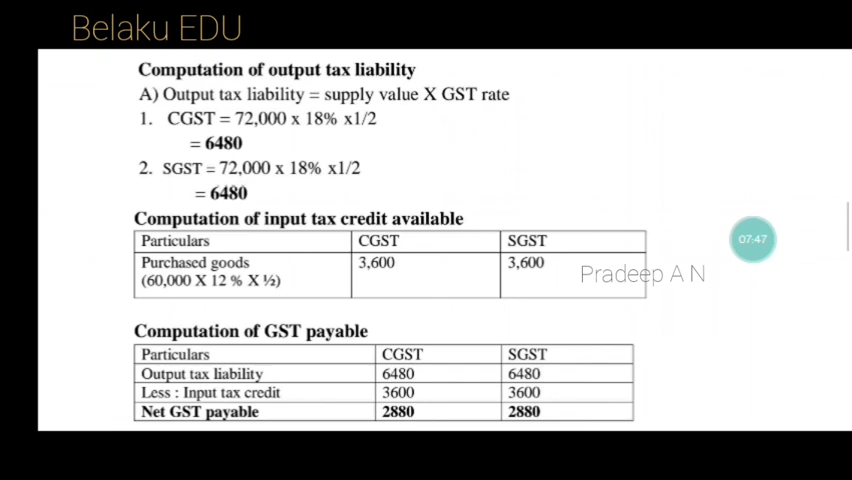 Belaku EDU
Computation of output tax liability
A) Output tax liability = supply value X GST rate
1. CGST = 72,000 x 18% x1/2
= 6480
2. SGST = 72,000 x 18% x1/2
= 6480
Computation of input tax credit available
Particulars CGST SGST
Purchased goods 3,600 3,600
(60,000 X 12 % X ½)
07:47
Pradeep A N
Computation of GST payable
Particulars CGST SGST
Output tax liability 6480 6480
Less : Input tax credit 3600 3600
Net GST payable 2880 2880